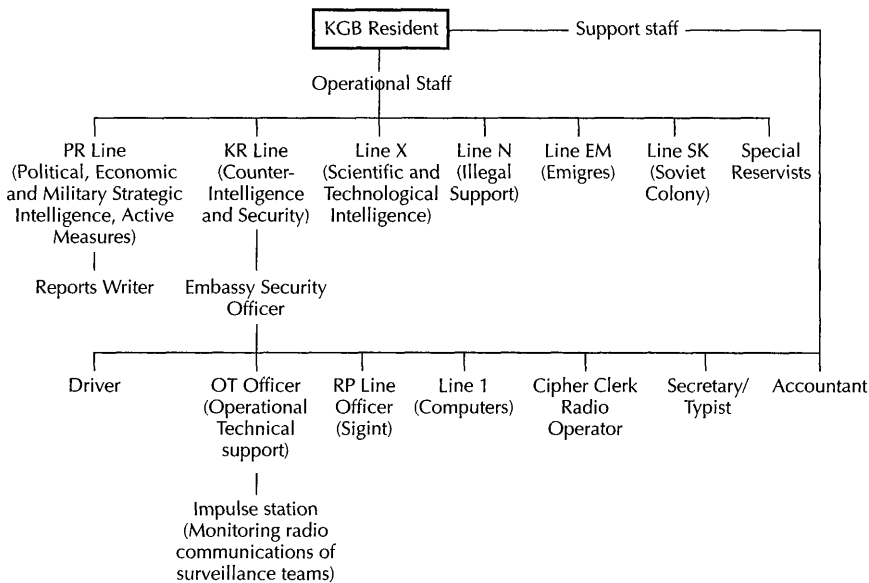 KGB Resident
Support staff
Operational Staff
PR Line
(Political, Economic
and Military Strategic
Intelligence, Active
Measures)
KR Line
(Counter-
Intelligence
and Security)
Line X
(Scientific and
Technological
Intelligence)
Line N
(Illegal
Support)
Line EM
(Emigres)
Line SK
(Soviet
Colony)
Special
Reservists
Reports Writer
Embassy Security
Officer
Driver
OT Officer
(Operational
Technical
support)
RP Line
Officer
(Sigint)
Line 1
(Computers)
Cipher Clerk
Radio
Operator
Secretary/
Typist
Accountant
Impulse station
(Monitoring radio
communications of
surveillance teams)